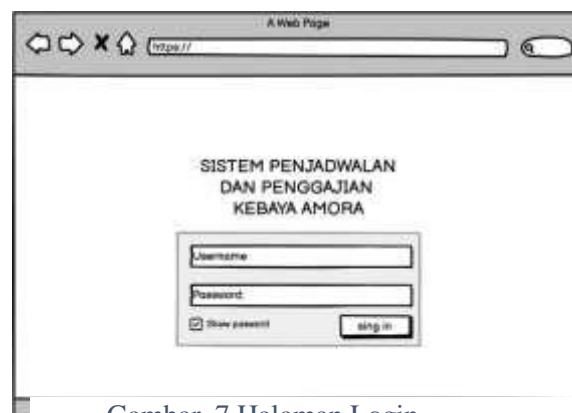 A Web Page
https://
SISTEM PENJADWALAN
DAN PENGGAJIAN
KEBAYA AMORA
Username
Password
Show password
sing in
Gambar. 7 Halaman Login